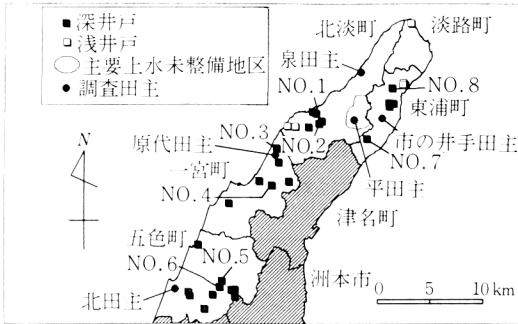 深井戸
浅井戸
主要上水未整備地区
調査田主
N
北淡町
淡路町
泉田主
NO.1
NO.8
東浦町
NO.3
原代田主
NO.2
市の井手田主
NO.7
一宮町
平田主
NO.4
津名町
五色町
NO.5
NO.6
洲本市
北田主
0 5 10km